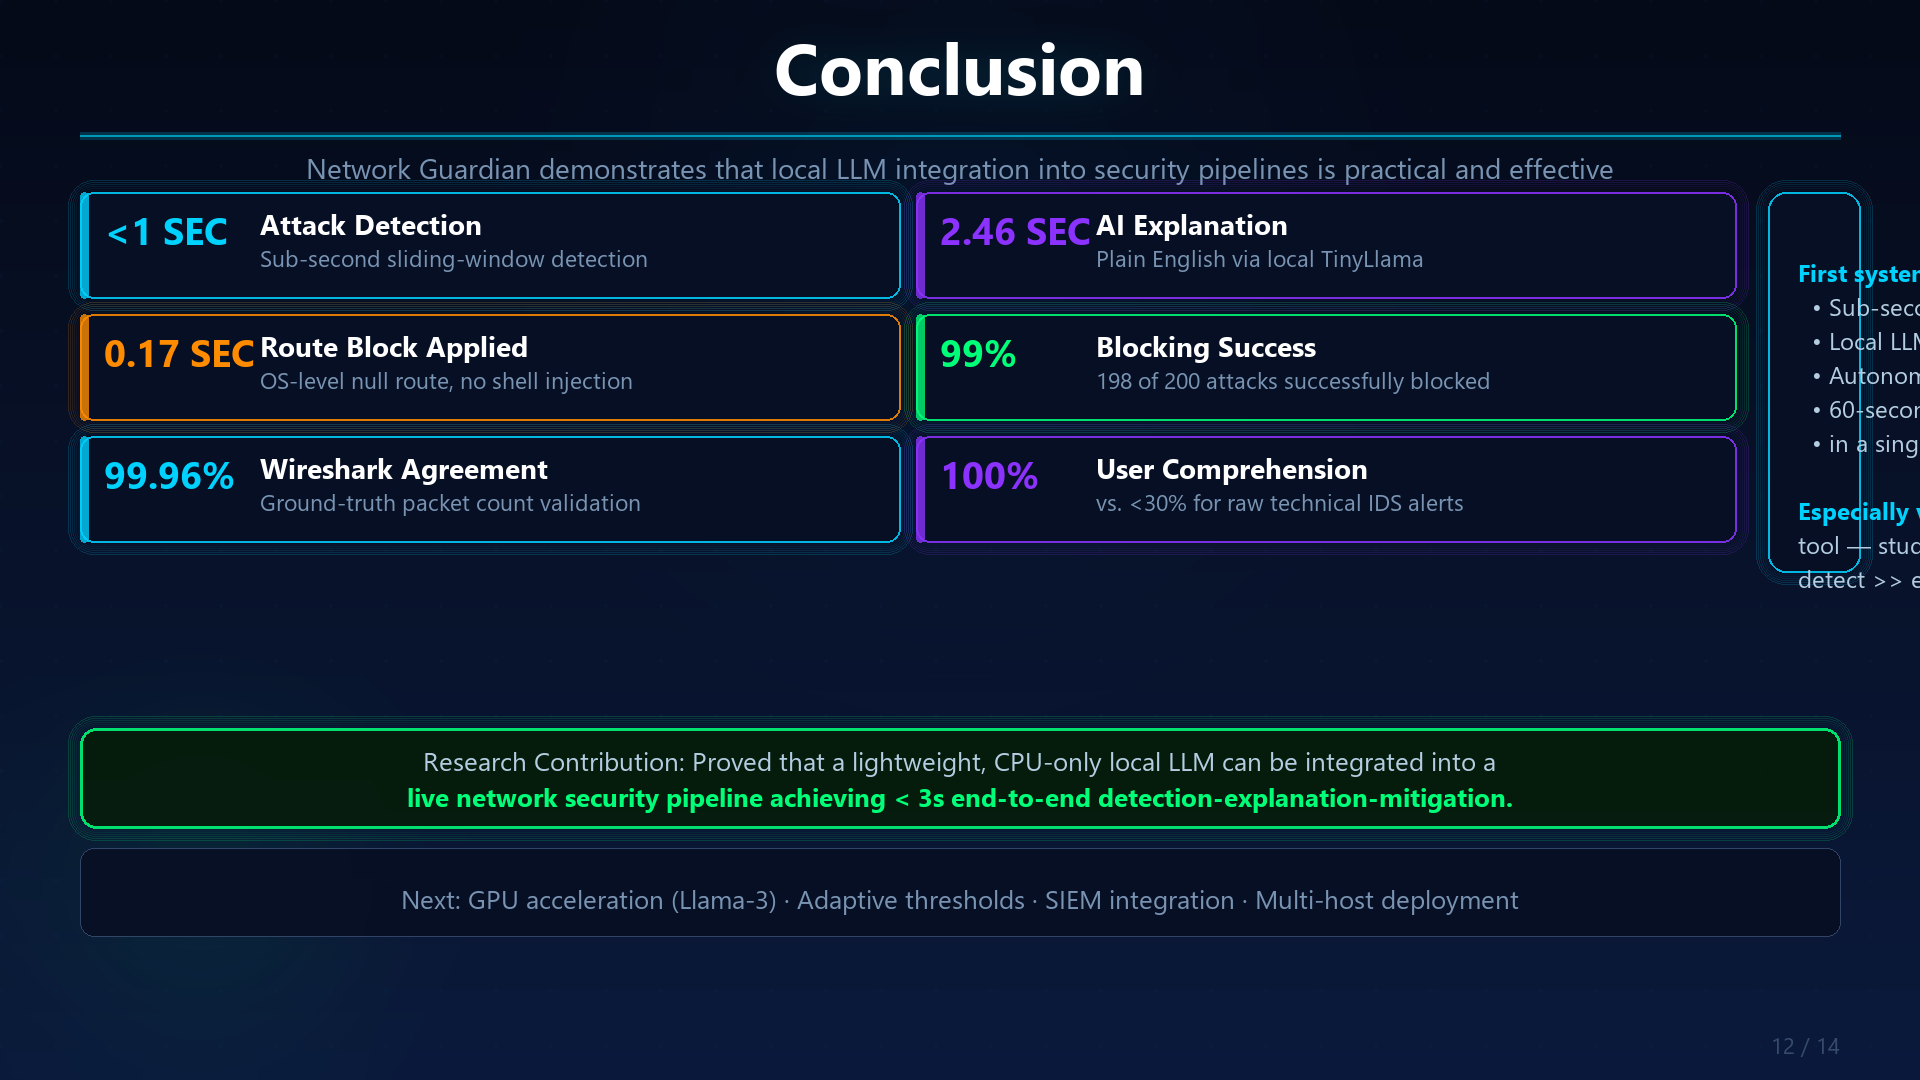 Conclusion
Network Guardian demonstrates that local LLM integration into security pipelines is practical and effective
<1 SEC
Attack Detection
Sub-second sliding-window detection
2.46 SEC
AI Explanation
Plain English via local TinyLlama
0.17 SEC
Route Block Applied
OS-level null route, no shell injection
99%
Blocking Success
198 of 200 attacks successfully blocked
99.96%
Wireshark Agreement
Ground-truth packet count validation
100%
User Comprehension
vs. <30% for raw technical IDS alerts
First
•
• Local
•
•
• in a
Especially
tool —
detect >>
Research Contribution: Proved that a lightweight, CPU-only local LLM can be integrated into a
live network security pipeline achieving < 3s end-to-end detection-explanation-mitigation.
Next: GPU acceleration (Llama-3) · Adaptive thresholds · SIEM integration · Multi-host deployment
12 / 14